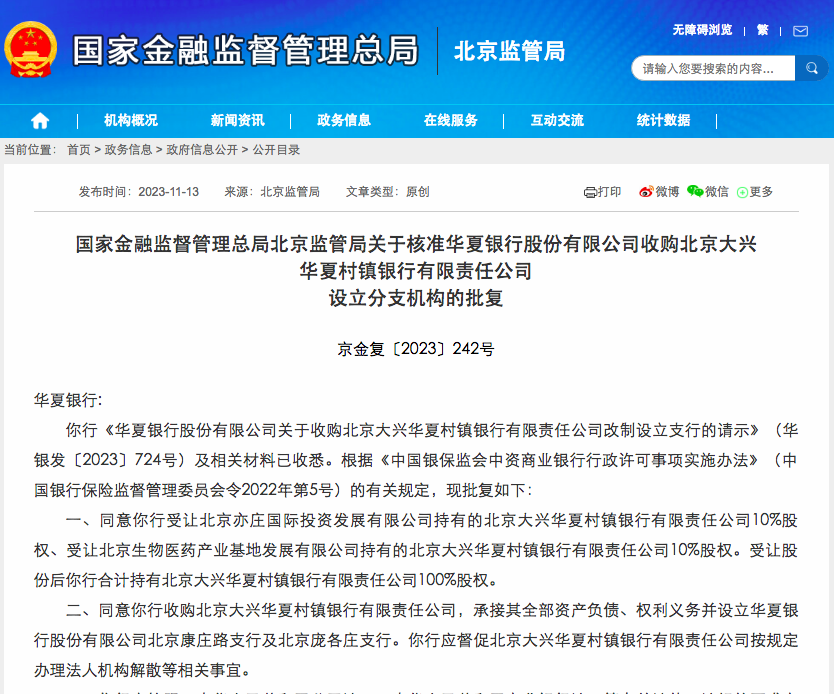 国家金融监督管理总局 北京监管局
无障碍浏览 | 繁 |
请输入您要搜索的内容...
机构概况 新闻资讯 政务信息 在线服务 互动交流 统计数据
当前位置： 首页 > 政务信息 > 政府信息公开 > 公开目录
发布时间：2023-11-13 来源：北京监管局 文章类型：原创 打印 微博 微信 更多
国家金融监督管理总局北京监管局关于核准华夏银行股份有限公司收购北京大兴
华夏村镇银行有限责任公司
设立分支机构的批复
京金复〔2023〕242号
华夏银行：
你行《华夏银行股份有限公司关于收购北京大兴华夏村镇银行有限责任公司改制设立支行的请示》（华
银发〔2023〕724号）及相关材料已收悉。根据《中国银保监会中资商业银行行政许可事项实施办法》（中
国银行保险监督管理委员会令2022年第5号）的有关规定，现批复如下：
一、同意你行受让北京亦庄国际投资发展有限公司持有的北京大兴华夏村镇银行有限责任公司10%股
权、受让北京生物医药产业基地发展有限公司持有的北京大兴华夏村镇银行有限责任公司10%股权。受让股
份后你行合计持有北京大兴华夏村镇银行有限责任公司100%股权。
二、同意你行收购北京大兴华夏村镇银行有限责任公司，承接其全部资产负债、权利义务并设立华夏银
行股份有限公司北京康庄路支行及北京庞各庄支行。你行应督促北京大兴华夏村镇银行有限责任公司按规定
办理法人机构解散等相关事宜。